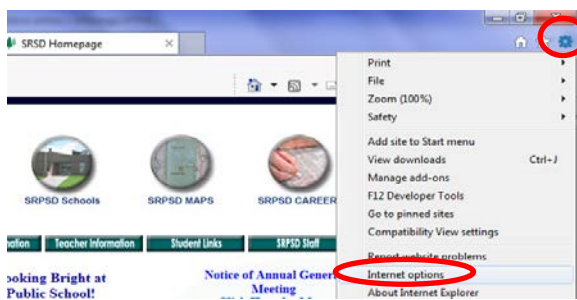 SRSD Homepage
Print
File
Zoom (100%)
Safety
Add site to Start menu
View downloads Ctrl+J
Manage add-ons
F12 Developer Tools
Go to pinned sites
Compatibility View settings
Report website problems
Internet options
About Internet Explorer
SRPSD Schools SRPSD MAPS SRPSD CAREER
Teacher Information Student Links SRPSD Staff
ooking Bright at
Public School!
Notice of Annual Gener
Meeting